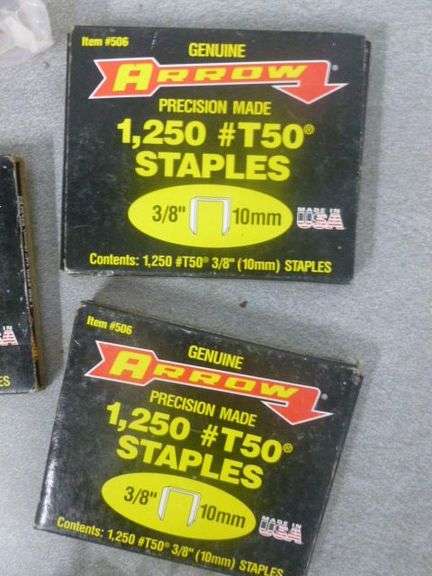 Item #506
GENUINE
ARROW®
PRECISION MADE
1,250 #T50®
STAPLES
3/8" 10mm
MADE IN
USA
Contents: 1,250 #T50® 3/8" (10mm) STAPLES
Item #506
GENUINE
ARROW
PRECISION MADE
1,250 #T50®
STAPLES
3/8" 10mm
MADE IN
USA
Contents: 1,250 #T50® 3/8" (10mm) STAPLES